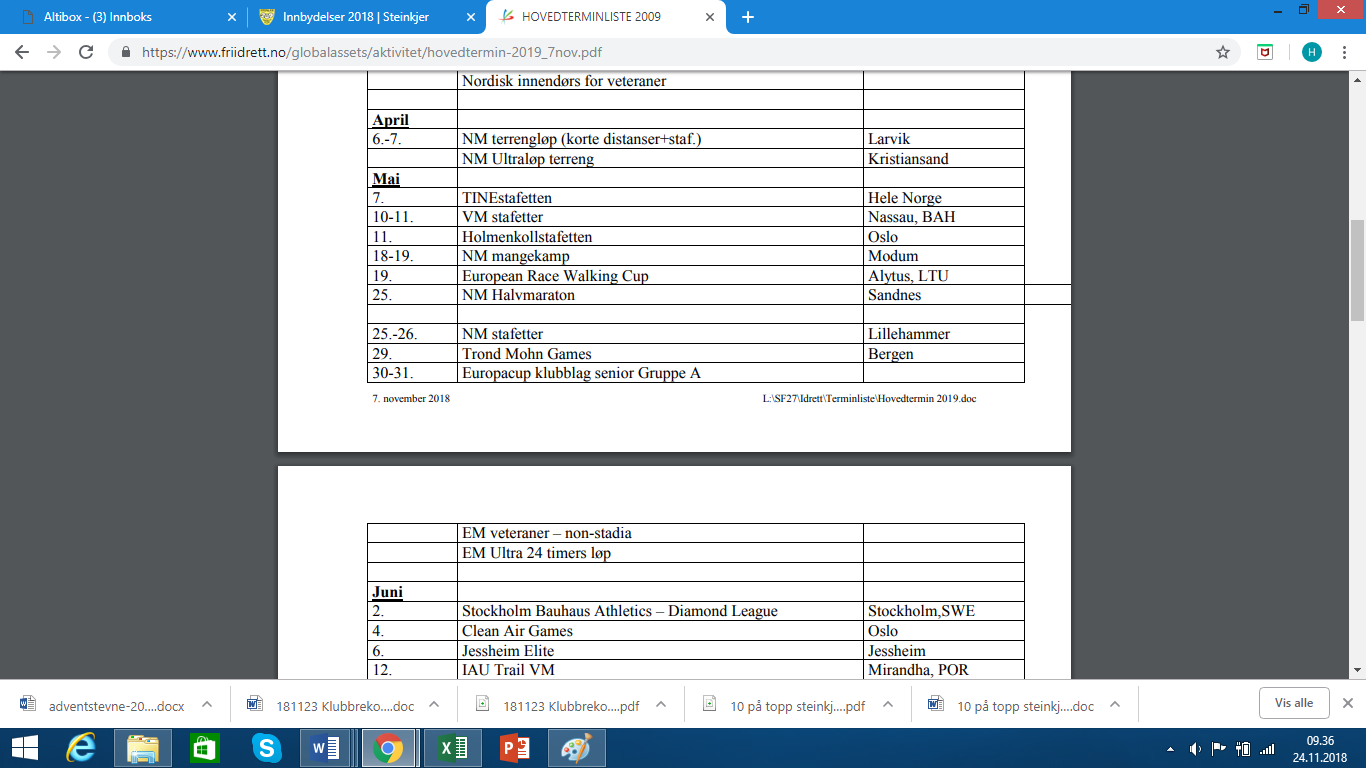 Altibox - (3) Innboks
Innbydelser 2018 | Steinkjer
HOVEDTERMINLISTE 2009
https://www.friidrett.no/globalassets/aktivitet/hovedtermin-2019_7nov.pdf
H
Nordisk innendørs for veteraner
April
6.-7. NM terrengløp (korte distanser+staf.) Larvik
NM Ultraløp terreng Kristiansand
Mai
7. TINEstafetten Hele Norge
10-11. VM stafetter Nassau, BAH
11. Holmenkollstafetten Oslo
18-19. NM mangekamp Modum
19. European Race Walking Cup Alytus, LTU
25. NM Halvmaraton Sandnes
25.-26. NM stafetter Lillehammer
29. Trond Mohn Games Bergen
30-31. Europacup klubblag senior Gruppe A
7. november 2018 L:\SF27\Idrett\Terminliste\Hovedtermin 2019.doc
EM veteraner – non-stadia
EM Ultra 24 timers løp
Juni
2. Stockholm Bauhaus Athletics – Diamond League Stockholm,SWE
4. Clean Air Games Oslo
6. Jessheim Elite Jessheim
12. IAU Trail VM Mirandha, POR
adventstevne-20....docx
181123 Klubbreko....doc
181123 Klubbreko....pdf
10 på topp steinkj....pdf
10 på topp steinkj....doc
Vis alle
09.36
24.11.2018